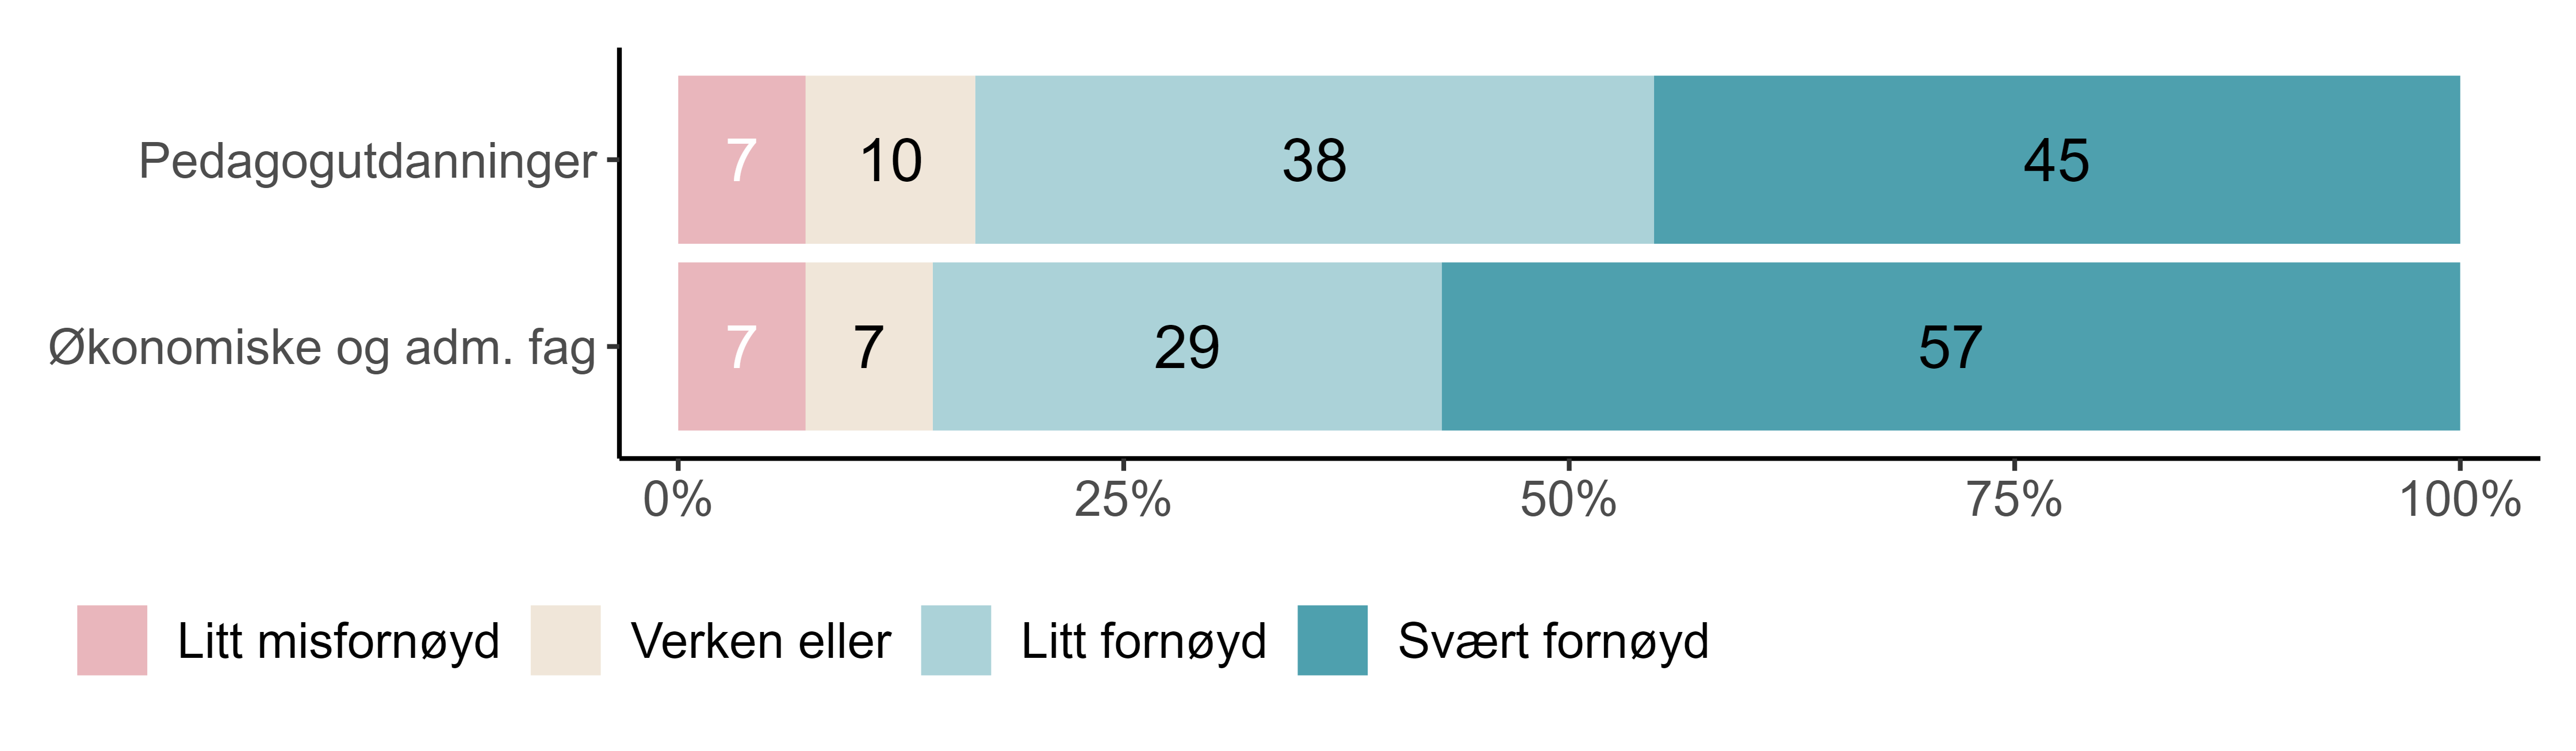 Pedagogutdanninger 7 10 38 45
Økonomiske og adm. fag 7 7 29 57
0% 25% 50% 75% 100%
Litt misfornøyd Verken eller Litt fornøyd Svært fornøyd